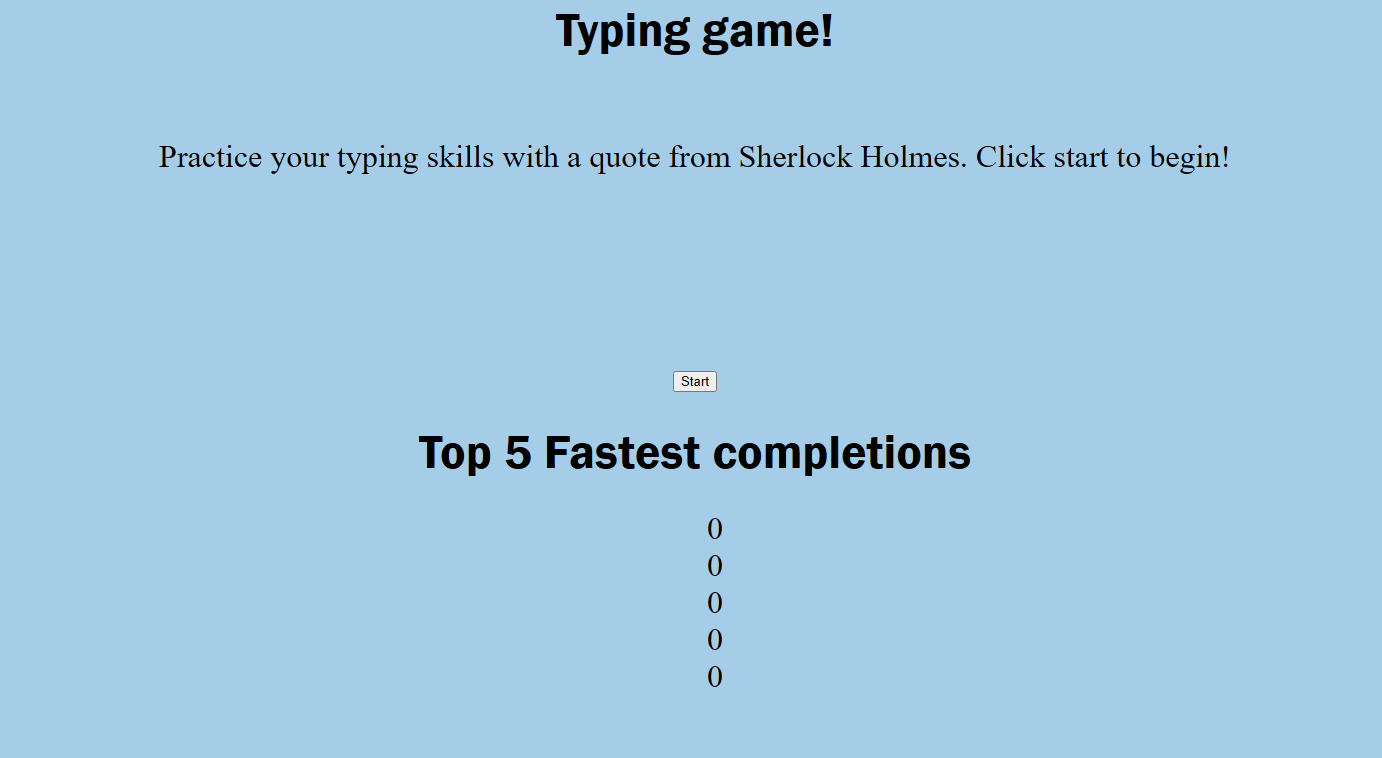 Typing game!
Practice your typing skills with a quote from Sherlock Holmes. Click start to begin!
Start
Top 5 Fastest completions
0
0
0
0
0